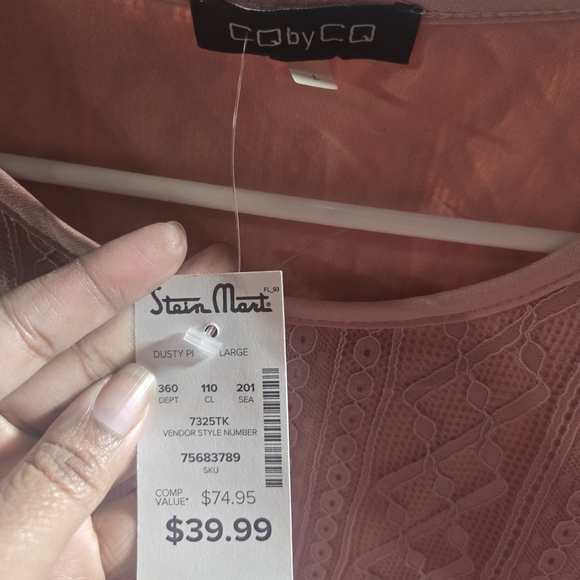 CQbyCQ
L
Stein Mart®
FL_93
DUSTY PI LARGE
360 110 201
DEPT CL SEA
7325TK
VENDOR STYLE NUMBER
75683789
SKU
COMP VALUE* $74.95
$39.99